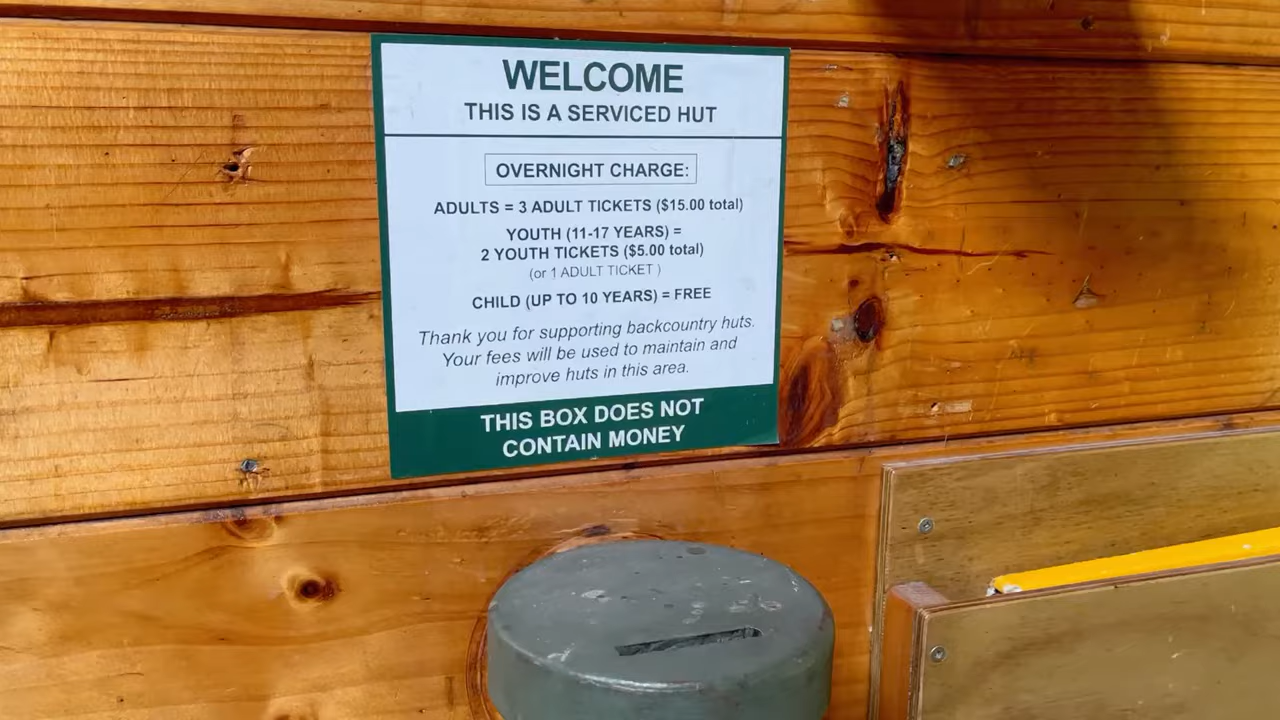 WELCOME
THIS IS A SERVICED HUT
OVERNIGHT CHARGE:
ADULTS = 3 ADULT TICKETS ($15.00 total)
YOUTH (11-17 YEARS) =
2 YOUTH TICKETS ($5.00 total)
(or 1 ADULT TICKET )
CHILD (UP TO 10 YEARS) = FREE
Thank you for supporting backcountry huts.
Your fees will be used to maintain and
improve huts in this area.
THIS BOX DOES NOT
CONTAIN MONEY